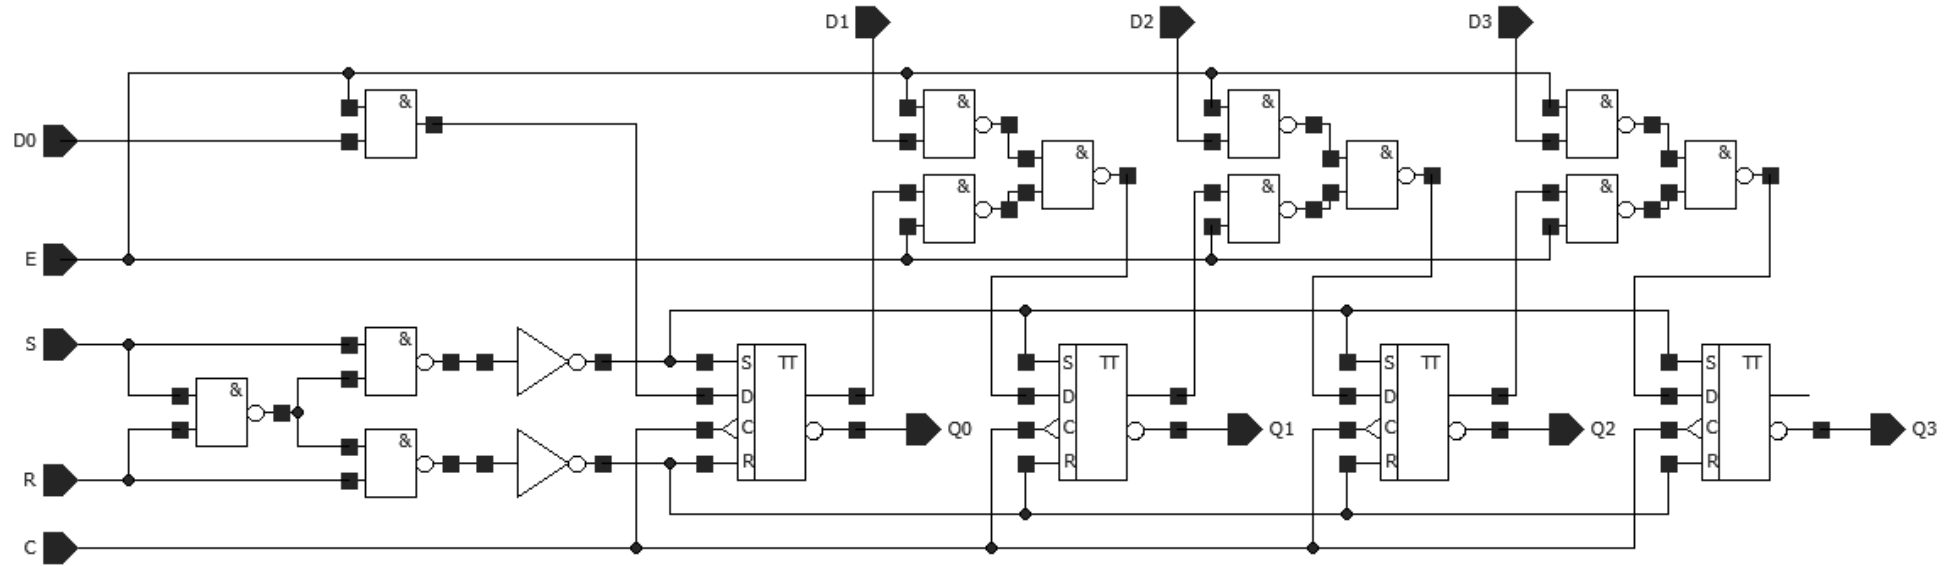 D1 D2 D3
& & & &
D0 & & &
& & &
E
S & S TT S TT S TT S TT
& D D D D
& C Q0 C Q1 C Q2 C Q3
R R R R R
C